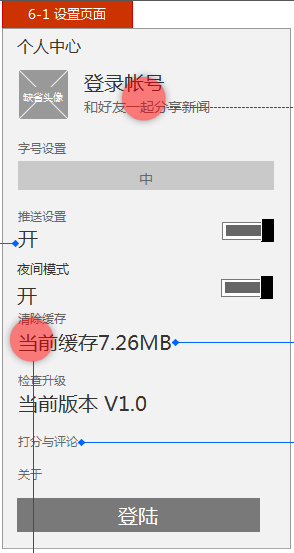 6-1 设置页面
个人中心
缺省头像
登录帐号
和好友一起分享新闻
字号设置
中
推送设置
开
夜间模式
开
清除缓存
当前缓存7.26MB
检查升级
当前版本 V1.0
打分与评论
关于
登陆